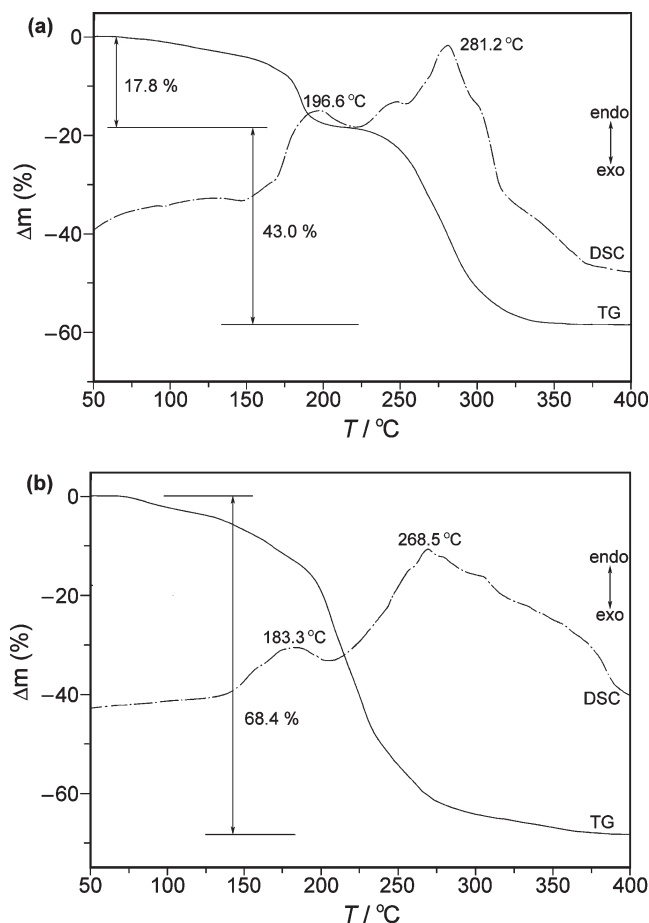 (a)
0
−20
−40
−60
Δm (%)
17.8 %
43.0 %
196.6 °C
281.2 °C
endo
exo
DSC
TG
50 100 150 200 250 300 350 400
T / °C
(b)
0
−20
−40
−60
Δm (%)
68.4 %
183.3 °C
268.5 °C
endo
exo
DSC
TG
50 100 150 200 250 300 350 400
T / °C